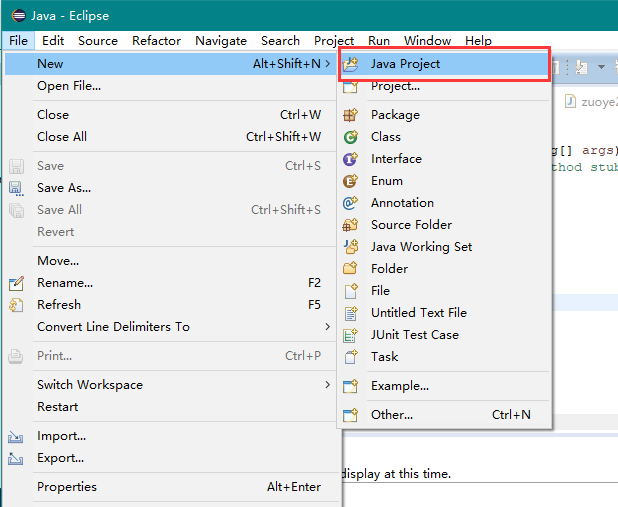 Java - Eclipse
File Edit Source Refactor Navigate Search Project Run Window Help
New Alt+Shift+N >
Open File...
Close Ctrl+W
Close All Ctrl+Shift+W
Save Ctrl+S
Save As...
Save All Ctrl+Shift+S
Revert
Move...
Rename... F2
Refresh F5
Convert Line Delimiters To >
Print... Ctrl+P
Switch Workspace >
Restart
Import...
Export...
Properties Alt+Enter
Java Project
Project...
Package
Class
Interface
Enum
Annotation
Source Folder
Java Working Set
Folder
File
Untitled Text File
JUnit Test Case
Task
Example...
Other... Ctrl+N
g[] args)
thod stub
display at this time.